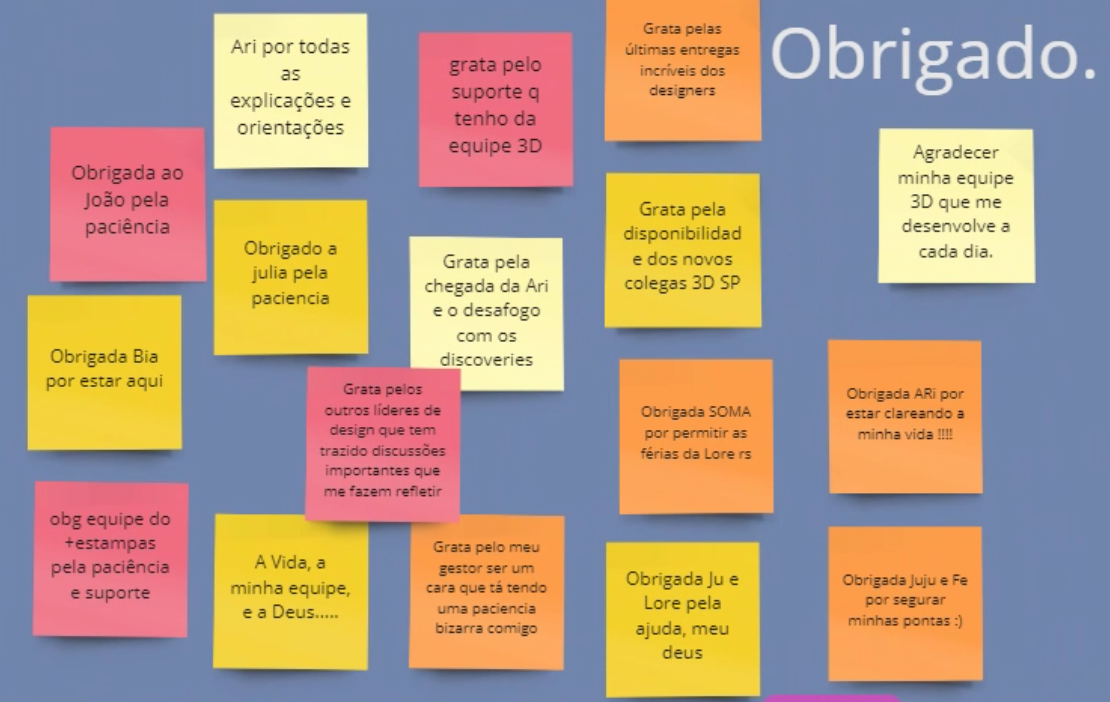 Obrigado.
Ari por todas
as
explicações e
orientações
grata pelo
suporte q
tenho da
equipe 3D
Grata pelas
últimas entregas
incríveis dos
designers
Obrigada ao
João pela
paciência
Obrigado a
julia pela
paciencia
Grata pela
chegada da Ari
e o desafogo
com os
discoveries
Grata pela
disponibilidad
e dos novos
colegas 3D SP
Agradecer
minha equipe
3D que me
desenvolve a
cada dia.
Obrigada Bia
por estar aqui
Grata pelos
outros líderes de
design que tem
trazido discussões
importantes que
me fazem refletir
Obrigada SOMA
por permitir as
férias da Lore rs
Obrigada ARi por
estar clareando a
minha vida !!!!
obg equipe do
+estampas
pela paciência
e suporte
A Vida, a
minha equipe,
e a Deus.....
Grata pelo meu
gestor ser um
cara que tá tendo
uma paciencia
bizarra comigo
Obrigada Ju e
Lore pela
ajuda, meu
deus
Obrigada Juju e Fe
por segurar
minhas pontas :)